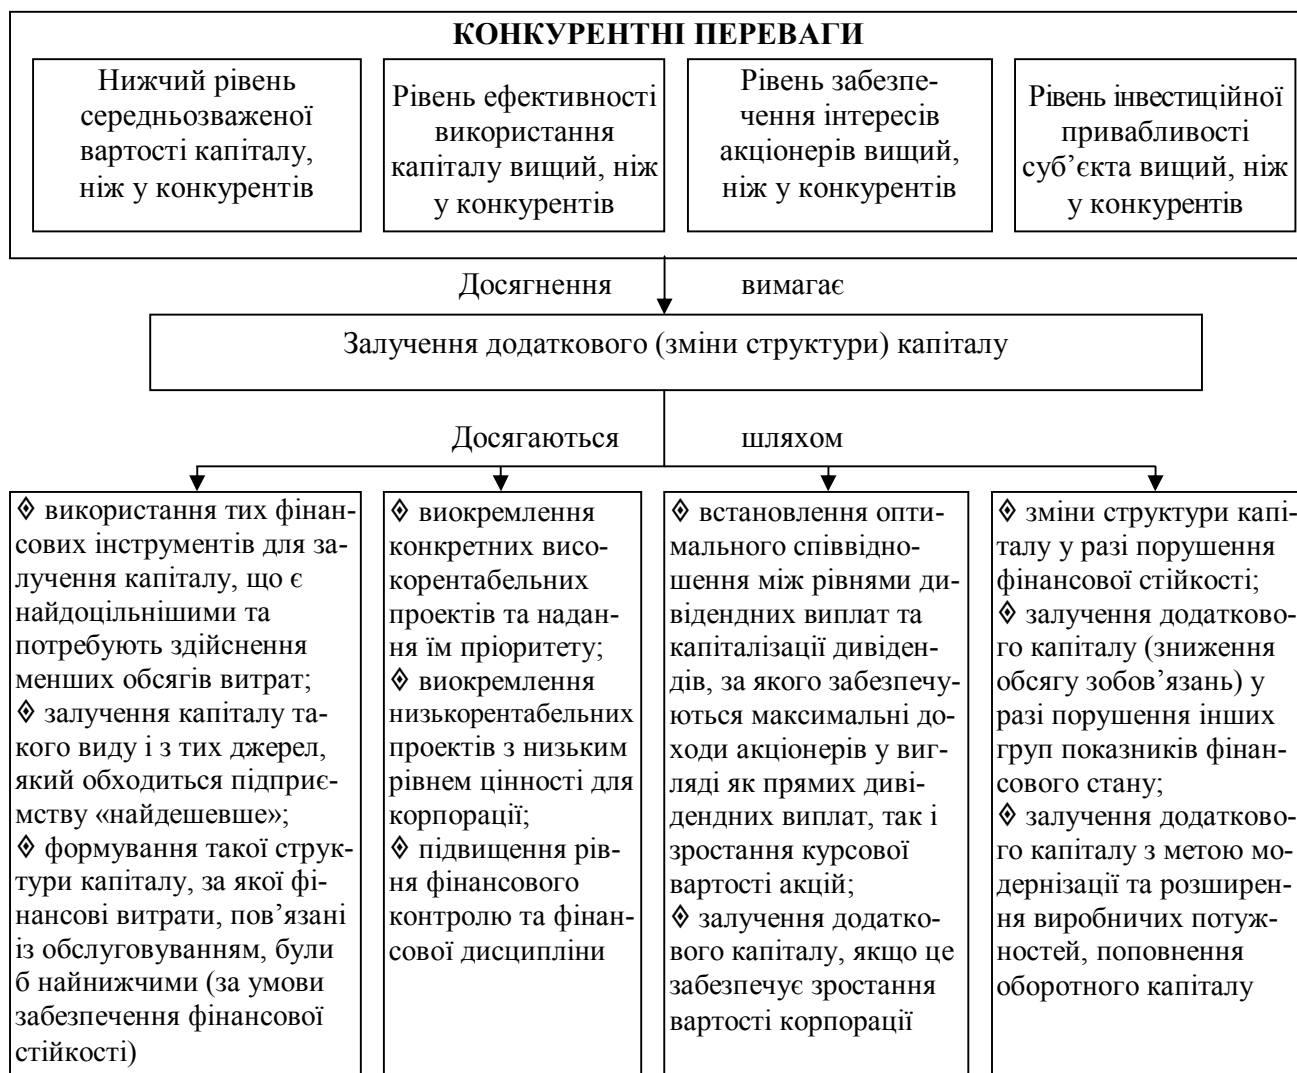 КОНКУРЕНТНІ ПЕРЕВАГИ
Нижчий рівень
середньозваженої
вартості капіталу,
ніж у конкурентів
Рівень ефективності
використання
капіталу вищий, ніж
у конкурентів
Рівень забезпе-
чення інтересів
акціонерів вищий,
ніж у конкурентів
Рівень інвестиційної
привабливості
суб’єкта вищий, ніж
у конкурентів
Досягнення вимагає
Залучення додаткового (зміни структури) капіталу
Досягаються шляхом
◊ використання тих фінан-
сових інструментів для за-
лучення капіталу, що є
найдоцільнішими та
потребують здійснення
менших обсягів витрат;
◊ залучення капіталу та-
кого виду і з тих джерел,
який обходиться підприє-
мству «найдешевше»;
◊ формування такої струк-
тури капіталу, за якої фі-
нансові витрати, пов’язані
із обслуговуванням, були
б найнижчими (за умови
забезпечення фінансової
стійкості)
◊ виокремлення
конкретних висо-
корентабельних
проектів та надан-
ня їм пріоритету;
◊ виокремлення
низькорентабельних
проектів з низьким
рівнем цінності для
корпорації;
◊ підвищення рів-
ня фінансового
контролю та фінан-
сової дисципліни
◊ встановлення опти-
мального співвідно-
шення між рівнями ди-
відендних виплат та
капіталізації дивіден-
дів, за якого забезпечу-
ються максимальні до-
ходи акціонерів у виг-
ляді як прямих диві-
дендних виплат, так і
зростання курсової
вартості акцій;
◊ залучення додатко-
вого капіталу, якщо це
забезпечує зростання
вартості корпорації
◊ зміни структури капі-
талу у разі порушення
фінансової стійкості;
◊ залучення додатково-
го капіталу (зниження
обсягу зобов’язань) у
разі порушення інших
груп показників фінан-
сового стану;
◊ залучення додатково-
го капіталу з метою мо-
дернізації та розширен-
ня виробничих потуж-
ностей, поповнення
оборотного капіталу